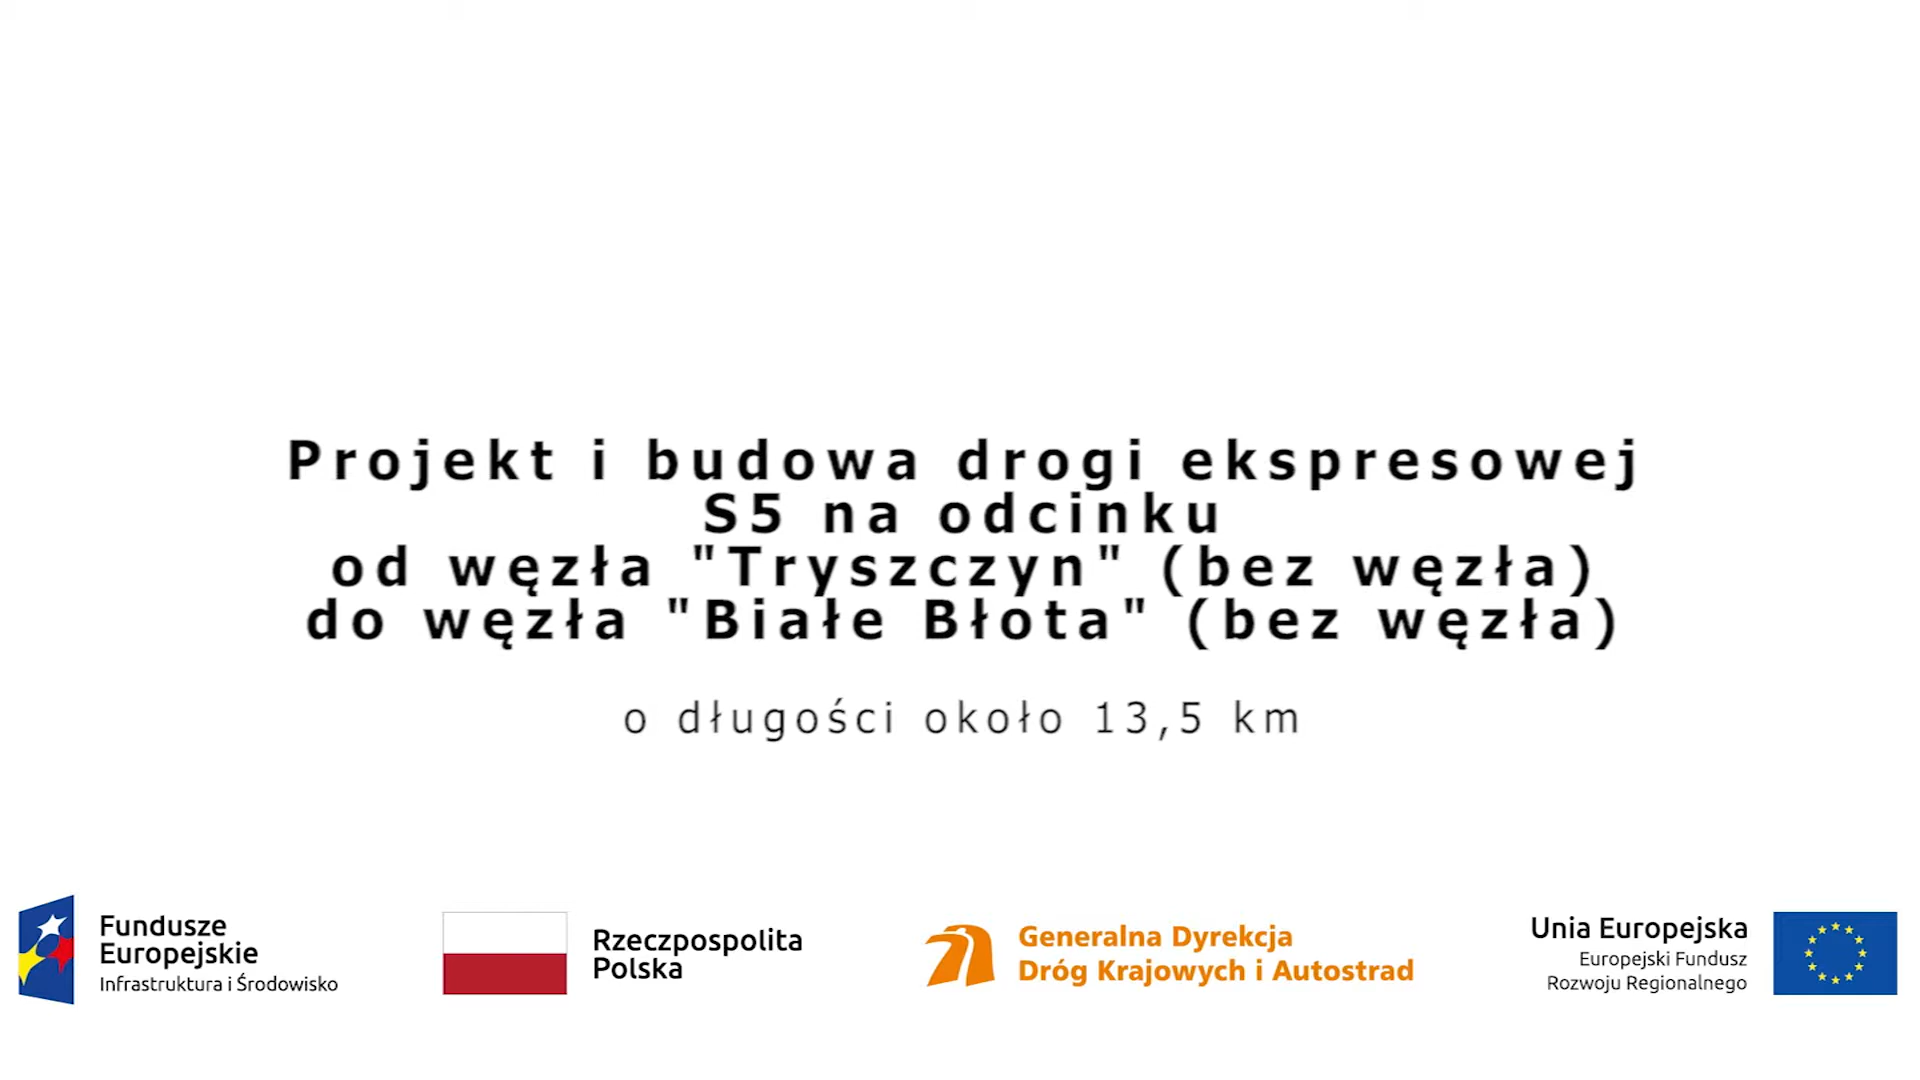 Projekt i budowa drogi ekspresowej
S5 na odcinku
od węzła "Tryszczyn" (bez węzła)
do węzła "Białe Błota" (bez węzła)
o długości około 13,5 km
Fundusze
Europejskie
Infrastruktura i Środowisko
Rzeczpospolita
Polska
Generalna Dyrekcja
Dróg Krajowych i Autostrad
Unia Europejska
Europejski Fundusz
Rozwoju Regionalnego